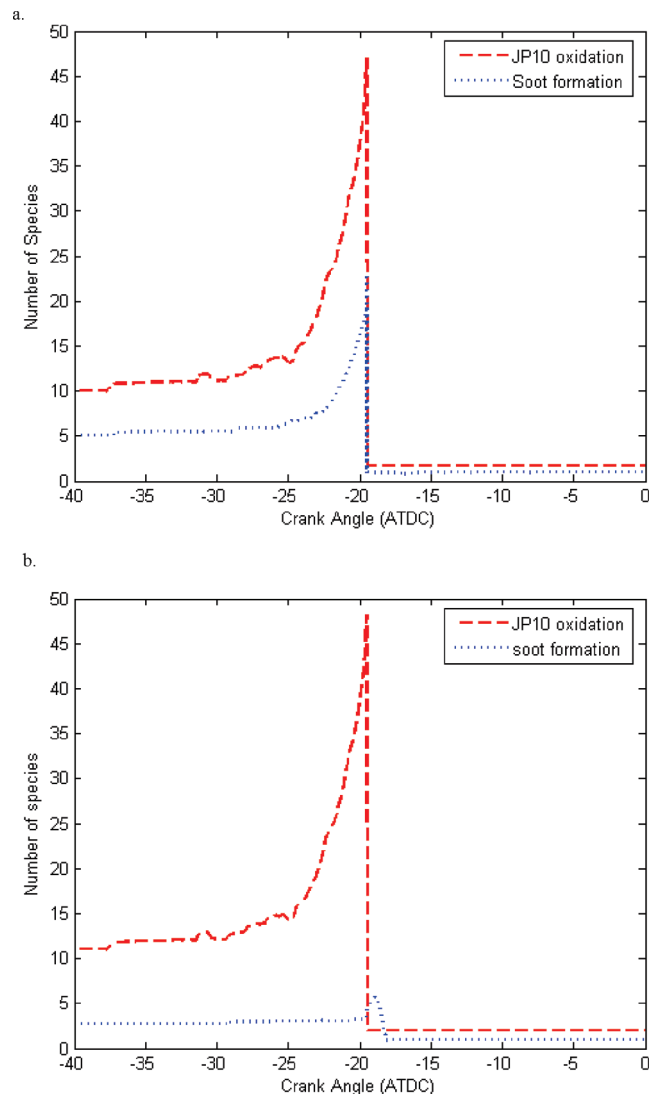 a.
50
45
40
35
30
25
20
15
10
5
0
Number of Species
JP10 oxidation
Soot formation
-40 -35 -30 -25 -20 -15 -10 -5 0
Crank Angle (ATDC)
b.
50
45
40
35
30
25
20
15
10
5
0
Number of species
JP10 oxidation
soot formation
-40 -35 -30 -25 -20 -15 -10 -5 0
Crank Angle (ATDC)